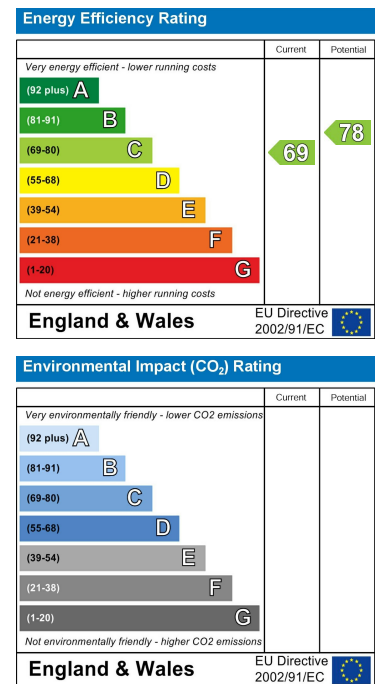 Energy Efficiency Rating
Current Potential
Very energy efficient - lower running costs
(92 plus) A
(81-91) B
(69-80) C
(55-68) D
(39-54) E
(21-38) F
(1-20) G
69
78
Not energy efficient - higher running costs
England & Wales
EU Directive
2002/91/EC
Environmental Impact (CO₂) Rating
Current Potential
Very environmentally friendly - lower CO2 emissions
(92 plus) A
(81-91) B
(69-80) C
(55-68) D
(39-54) E
(21-38) F
(1-20) G
Not environmentally friendly - higher CO2 emissions
England & Wales
EU Directive
2002/91/EC